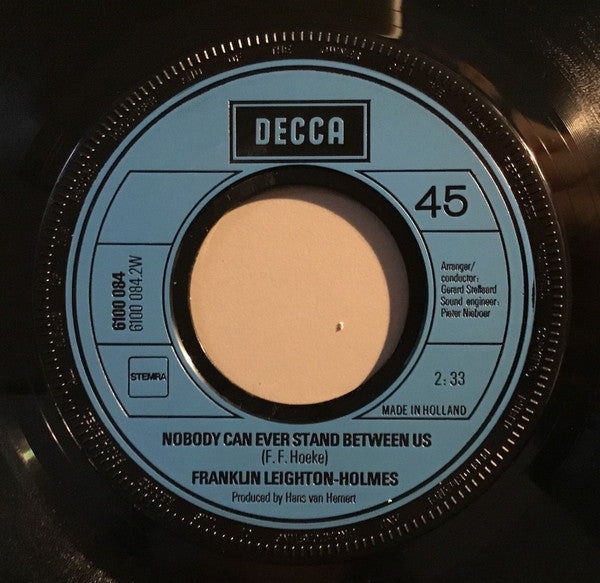 DECCA
45
6100 084
6100 084.2W
Arranger/
conductor:
Gerard Stellaard
Sound engineer:
Pieter Nieboer
STEMRA
2:33
MADE IN HOLLAND
NOBODY CAN EVER STAND BETWEEN US
(F. F. Hoeke)
FRANKLIN LEIGHTON-HOLMES
Produced by Hans van Hemert